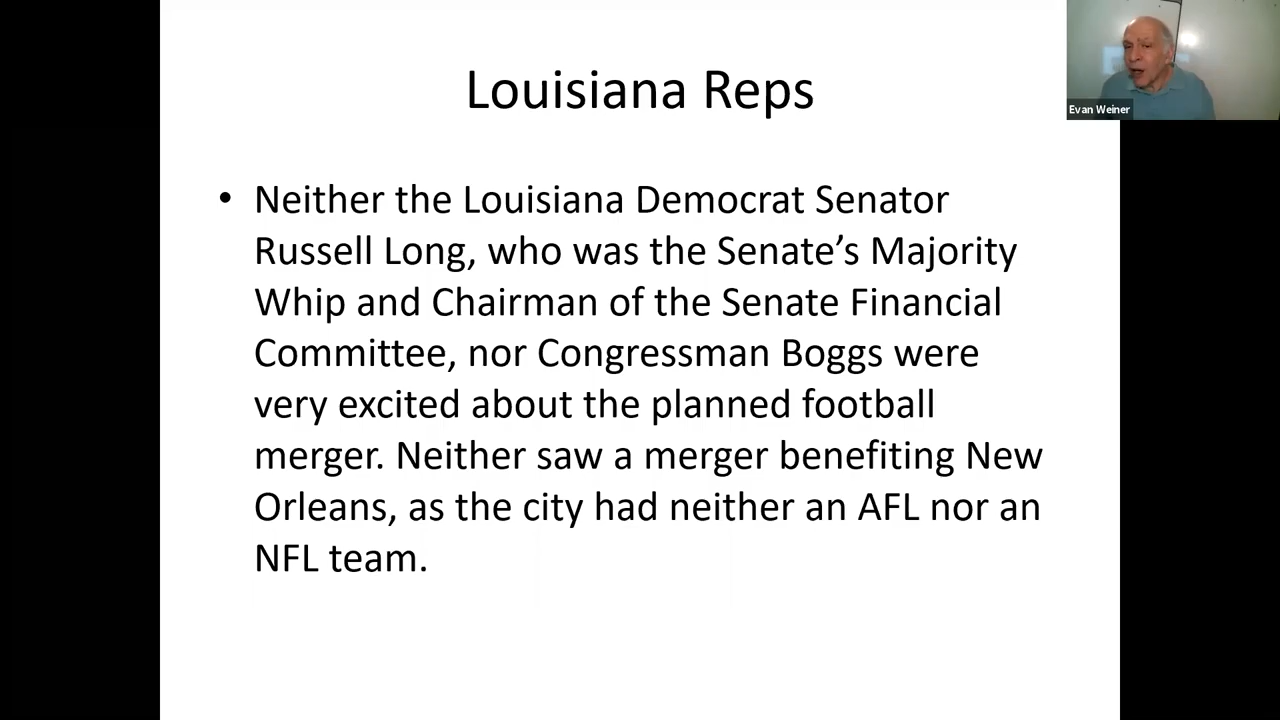 Louisiana Reps
• Neither the Louisiana Democrat Senator
Russell Long, who was the Senate’s Majority
Whip and Chairman of the Senate Financial
Committee, nor Congressman Boggs were
very excited about the planned football
merger. Neither saw a merger benefiting New
Orleans, as the city had neither an AFL nor an
NFL team.
Evan Weiner